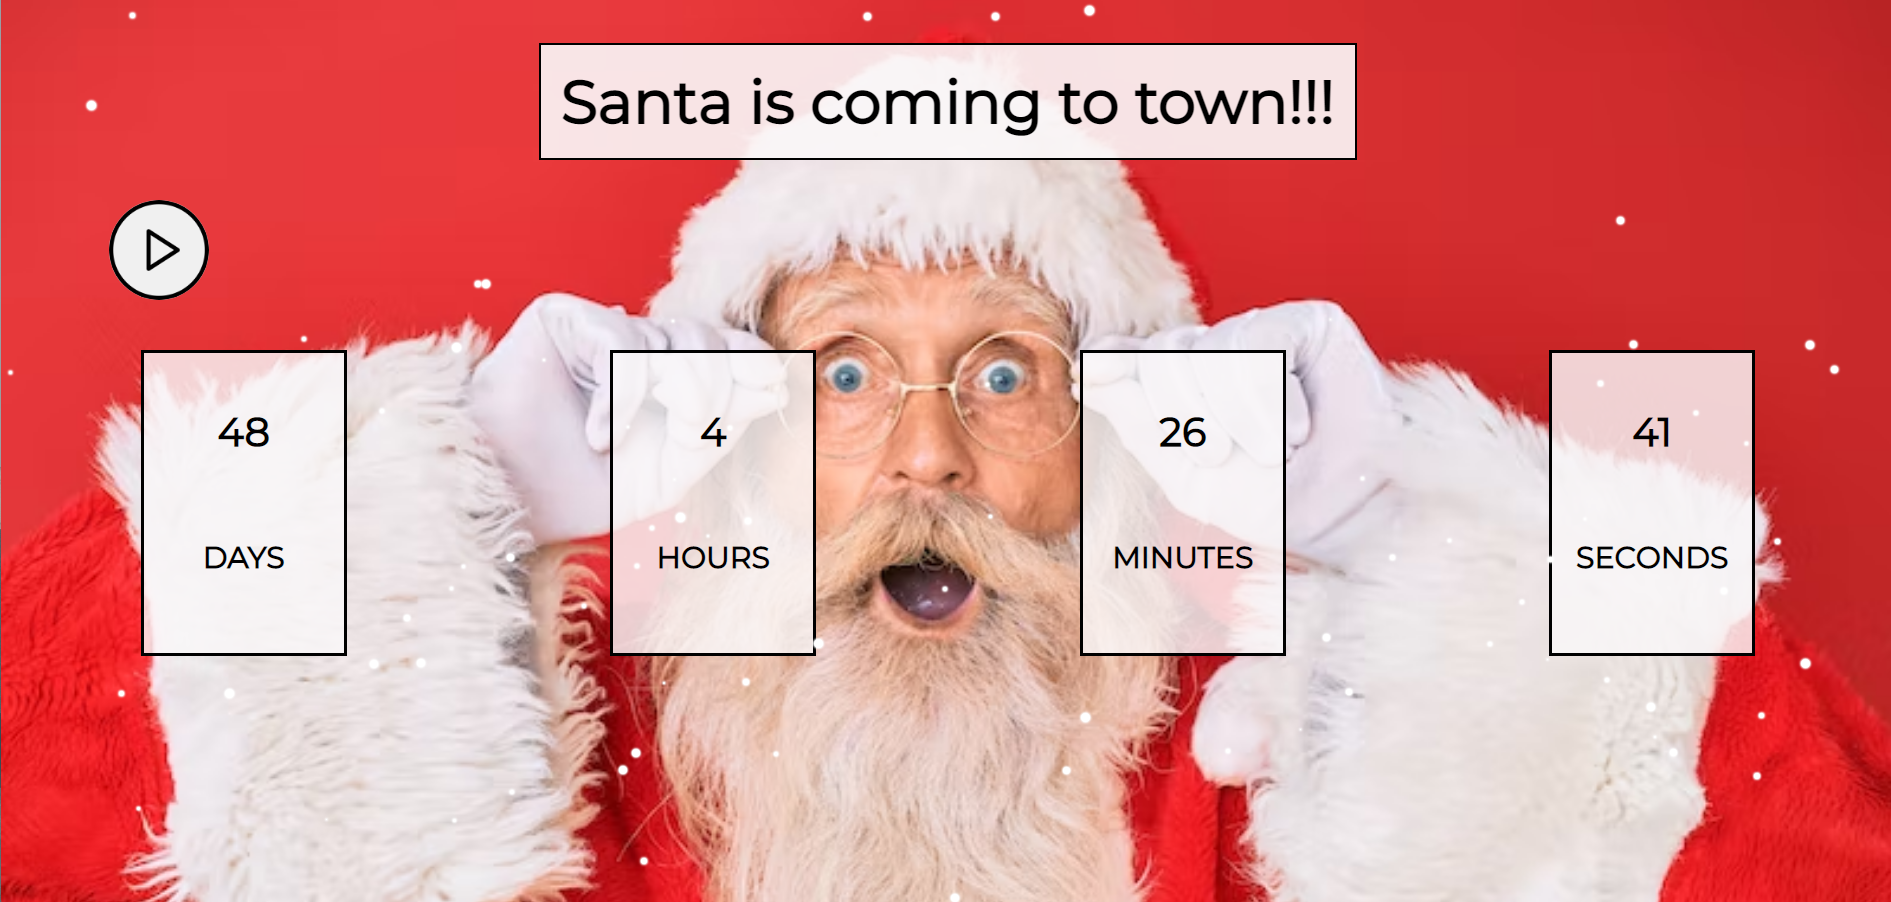 Santa is coming to town!!!
48
DAYS
4
HOURS
26
MINUTES
41
SECONDS